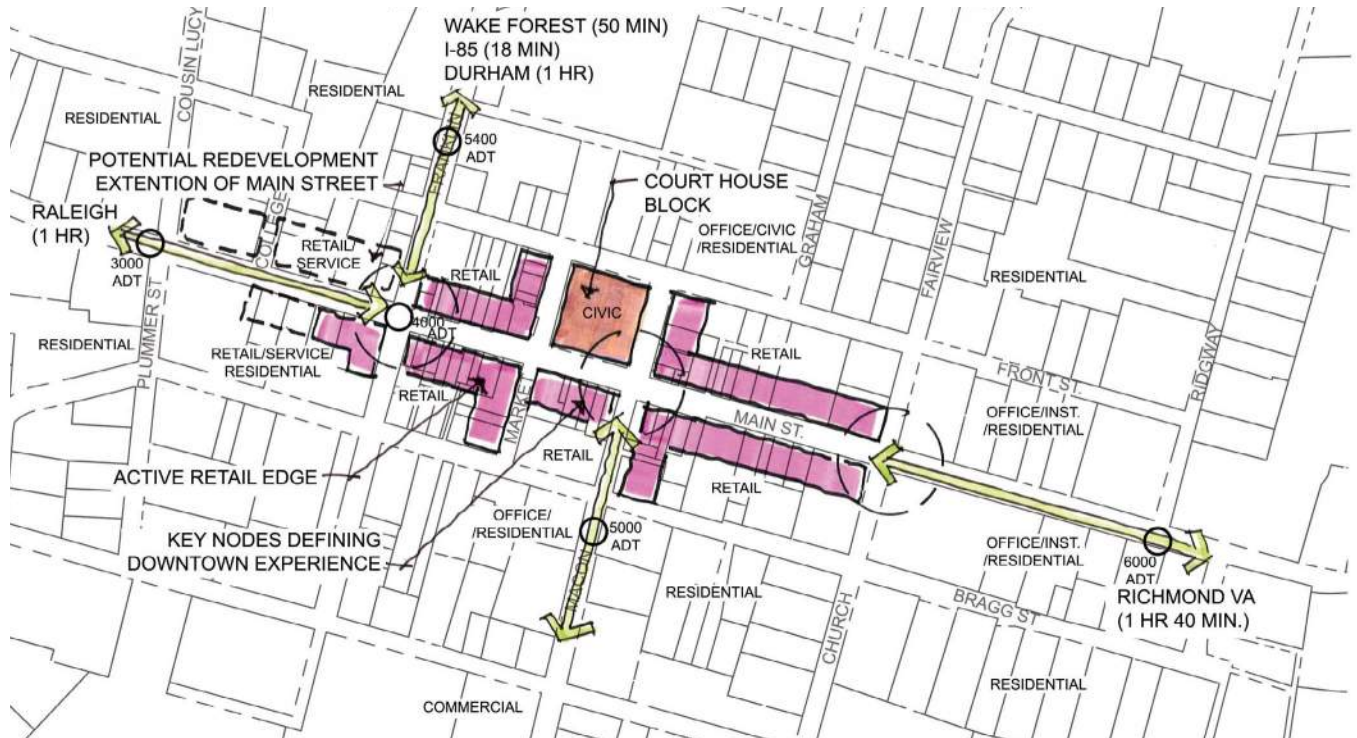 WAKE FOREST (50 MIN)
I-85 (18 MIN)
DURHAM (1 HR)
COUSIN LUCY
RESIDENTIAL
RESIDENTIAL
FRANKLIN
5400
ADT
POTENTIAL REDEVELOPMENT
EXTENTION OF MAIN STREET
COLLEGE
COURT HOUSE
BLOCK
GRAHAM
OFFICE/CIVIC
/RESIDENTIAL
FAIRVIEW
RALEIGH
(1 HR)
RETAIL/
SERVICE
RETAIL
RESIDENTIAL
3000
ADT
CIVIC
4000
ADT
RESIDENTIAL
PLUMMER ST.
RETAIL/SERVICE/
RESIDENTIAL
RETAIL
RETAIL
FRONT ST.
RIDGWAY
MARKET
MAIN ST.
OFFICE/INST.
/RESIDENTIAL
RETAIL
ACTIVE RETAIL EDGE
RETAIL
OFFICE/
/RESIDENTIAL
5000
ADT
KEY NODES DEFINING
DOWNTOWN EXPERIENCE
MACON
OFFICE/INST.
/RESIDENTIAL
6000
ADT
RESIDENTIAL
CHURCH
BRAGG ST
RICHMOND VA
(1 HR 40 MIN.)
RESIDENTIAL
COMMERCIAL